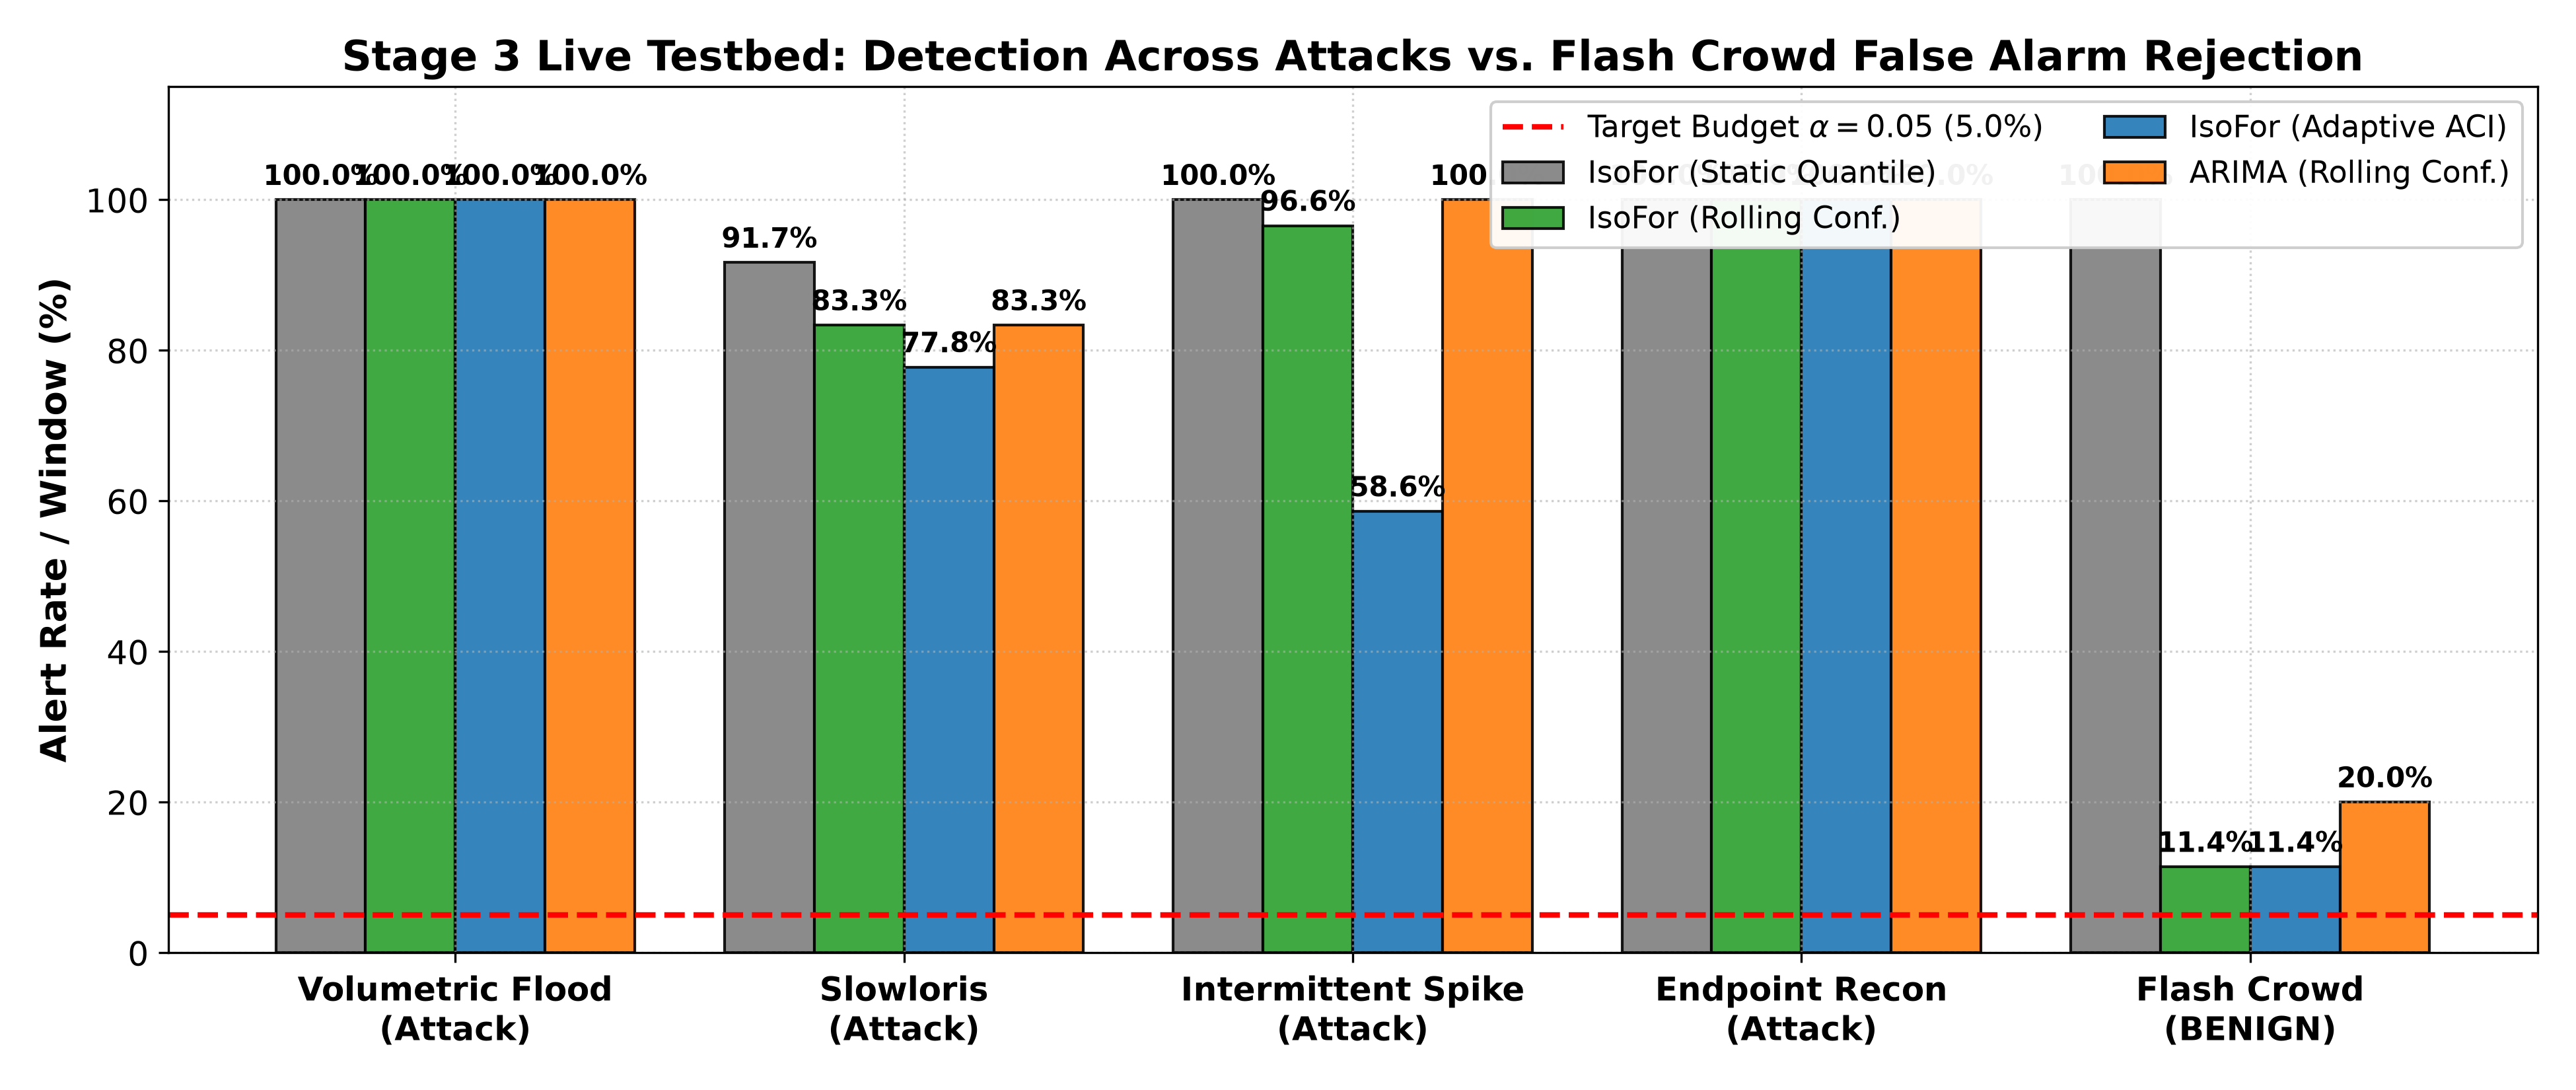 Stage 3 Live Testbed: Detection Across Attacks vs. Flash Crowd False Alarm Rejection
Alert Rate / Window (%)
100
80
60
40
20
0
Target Budget α = 0.05 (5.0%)
IsoFor (Static Quantile)
IsoFor (Rolling Conf.)
IsoFor (Adaptive ACI)
ARIMA (Rolling Conf.)
100.0% 100.0% 100.0% 100.0%
91.7%
83.3%
77.8%
83.3%
100.0%
96.6%
58.6%
100.
11.4% 11.4%
20.0%
Volumetric Flood
(Attack)
Slowloris
(Attack)
Intermittent Spike
(Attack)
Endpoint Recon
(Attack)
Flash Crowd
(BENIGN)